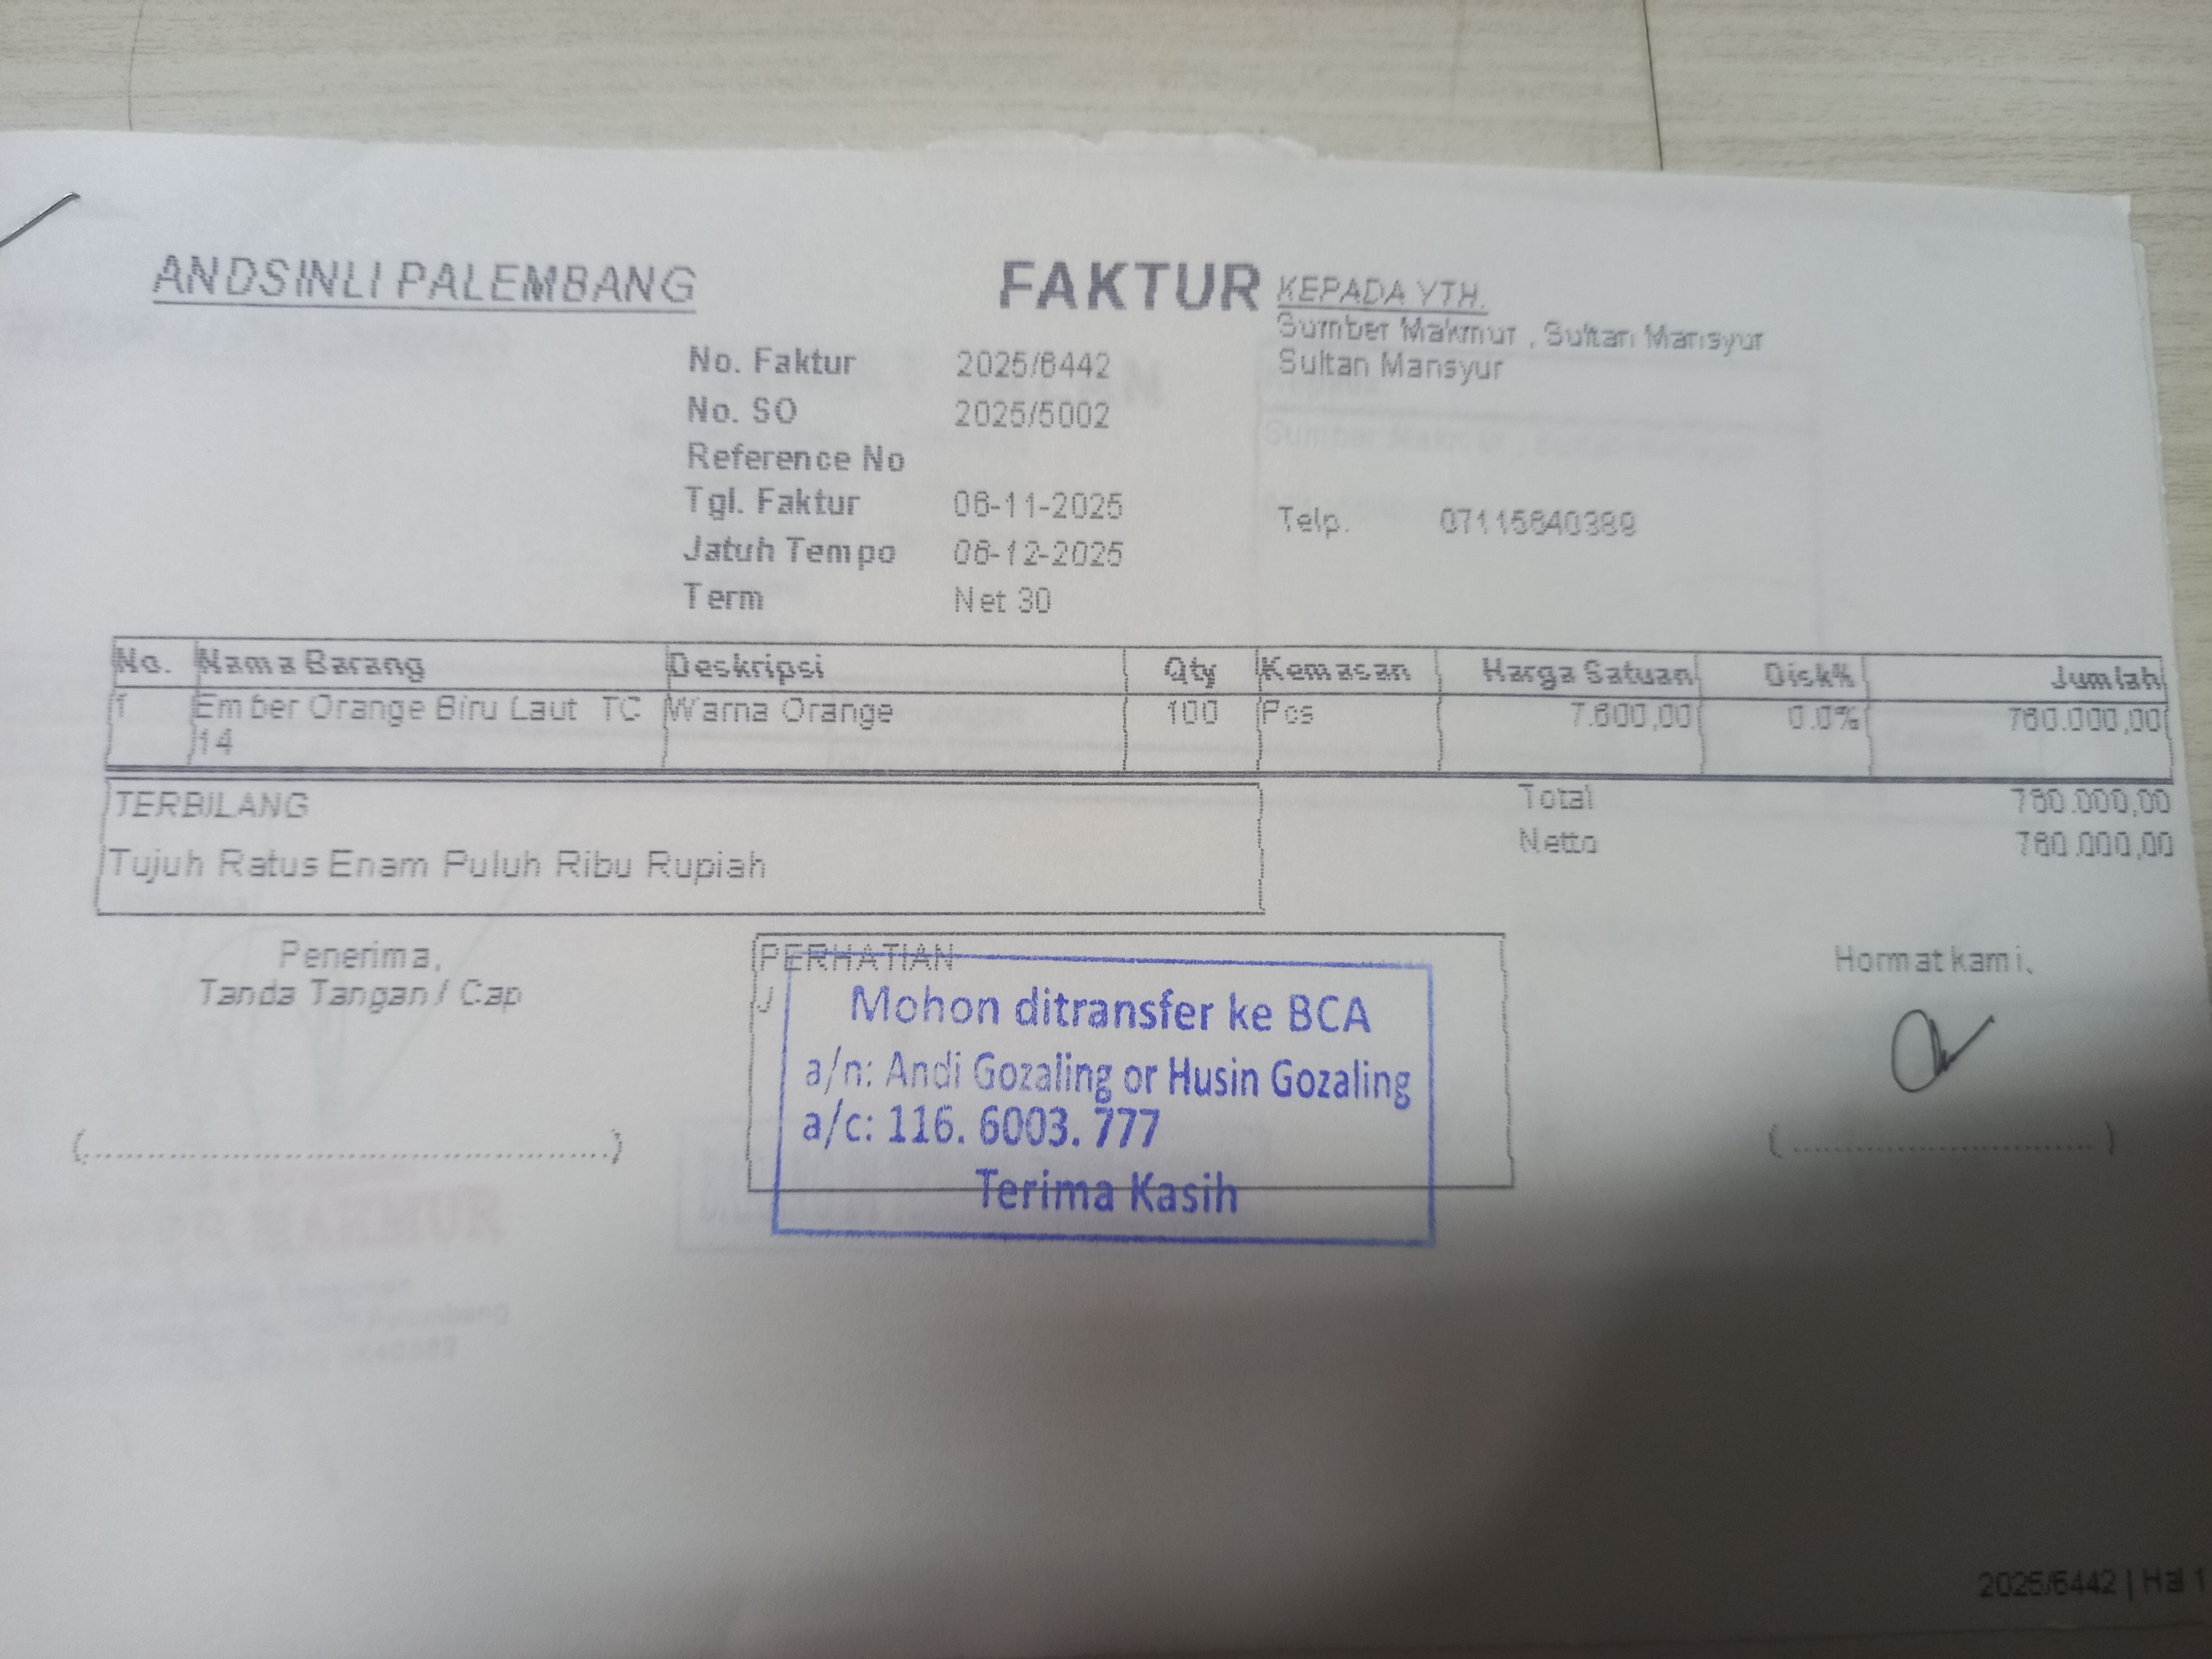 ANDSINLI PALEMBANG
FAKTUR
KEPADA YTH.
Sumber Makmur , Sultan Mansyur
Sultan Mansyur
No. Faktur 2025/6442
No. SO 2025/5002
Reference No
Tgl. Faktur 06-11-2025
Telp. 07115640389
Jatuh Tempo 06-12-2025
Term Net 30
No. Nama Barang Deskripsi Qty Kemasan Harga Satuan Disk% Jumlah
1 Ember Orange Biru Laut TC Warna Orange 100 Pcs 7.600,00 0.0% 760.000,00
14
TERBILANG
Total 760.000,00
Netto 760.000,00
Tujuh Ratus Enam Puluh Ribu Rupiah
Penerima,
Tanda Tangan / Cap
PERHATIAN
Hormat kami,
Mohon ditransfer ke BCA
a/n: Andi Gozaling or Husin Gozaling
a/c: 116. 6003. 777
Terima Kasih
(..........................................)
(..........................)
2025/6442 | Hal 1